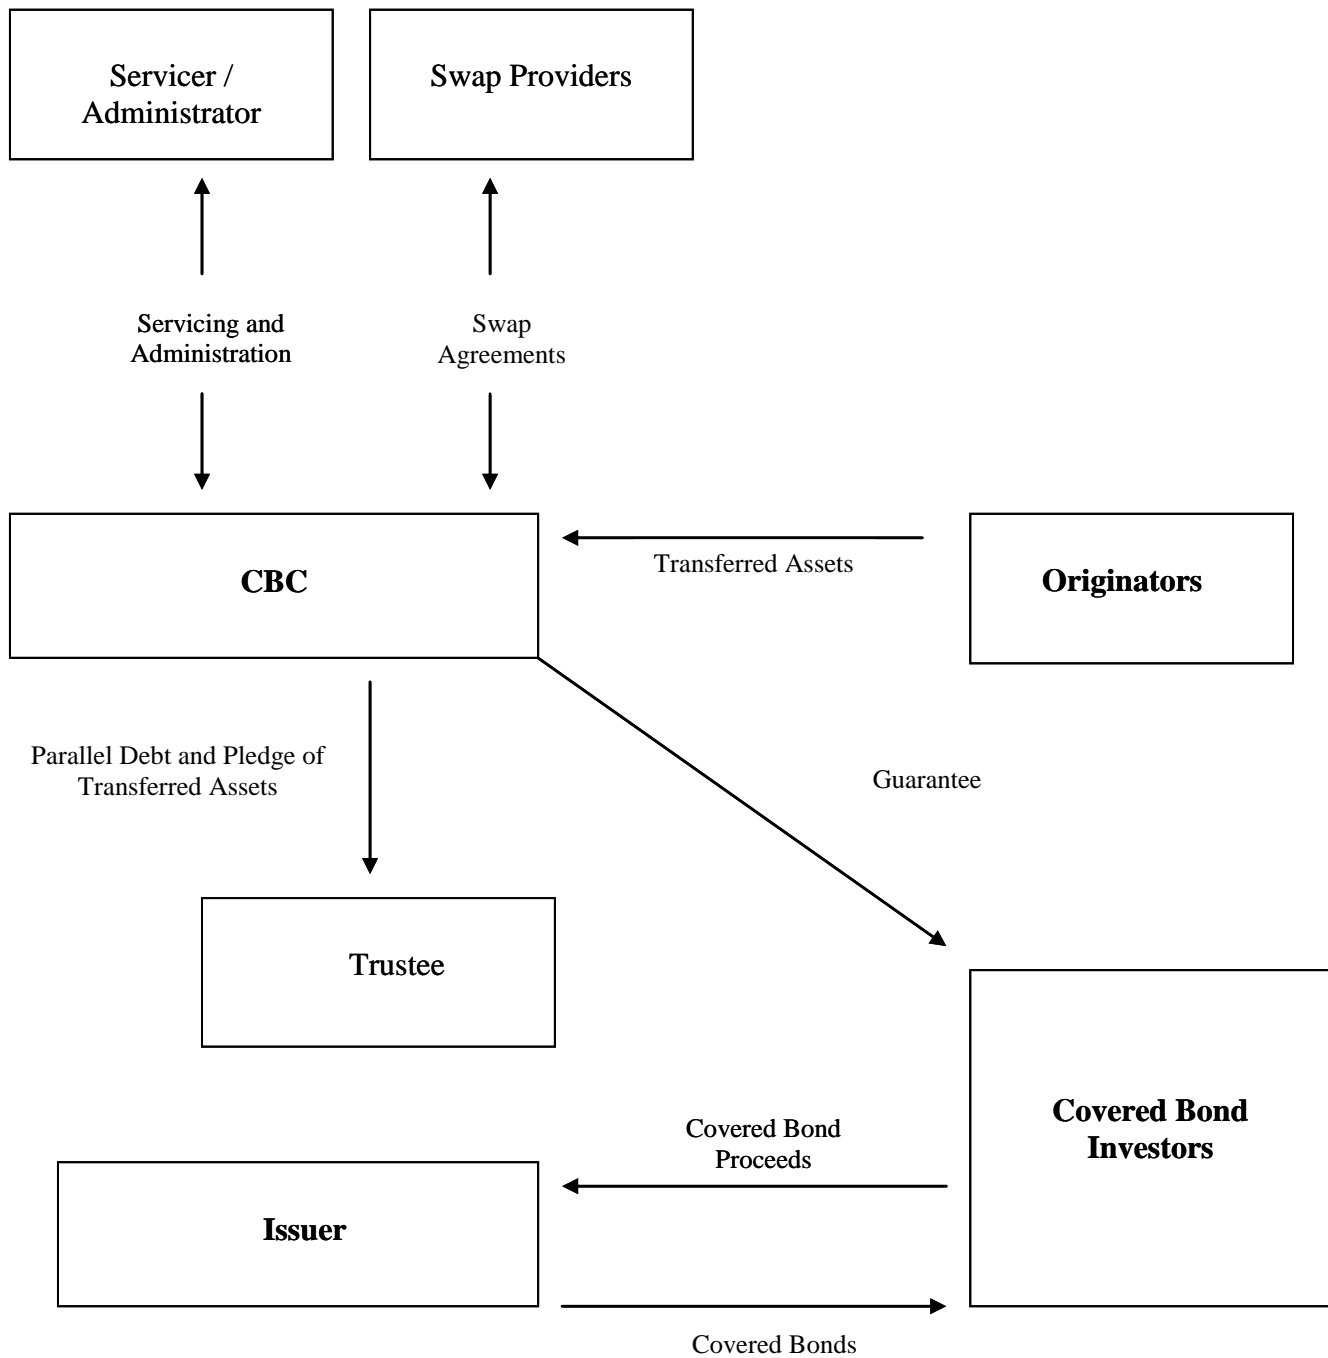 Servicer /
Administrator
Swap Providers
Servicing and
Administration
Swap
Agreements
CBC
Transferred Assets
Originators
Parallel Debt and Pledge of
Transferred Assets
Guarantee
Trustee
Covered Bond
Investors
Covered Bond
Proceeds
Issuer
Covered Bonds